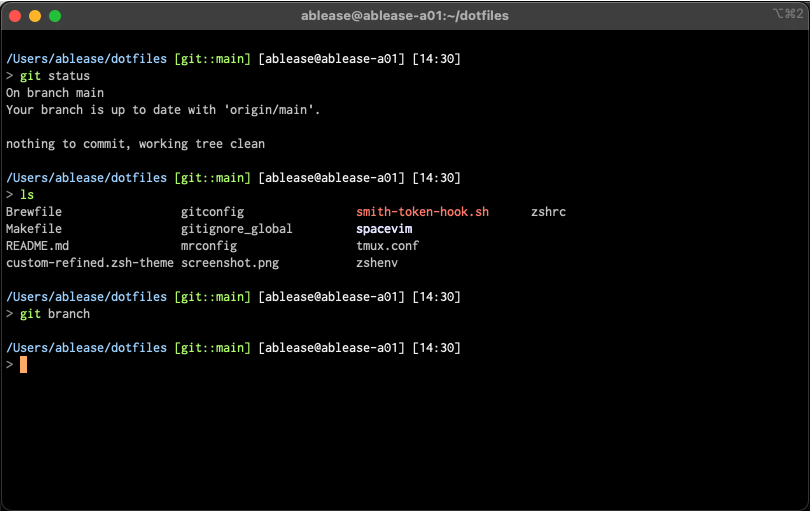 ablease@ablease-a01:~/dotfiles ⌥⌘2
/Users/ablease/dotfiles [git::main] [ablease@ablease-a01] [14:30]
> git status
On branch main
Your branch is up to date with 'origin/main'.
nothing to commit, working tree clean
/Users/ablease/dotfiles [git::main] [ablease@ablease-a01] [14:30]
> ls
Brewfile gitconfig smith-token-hook.sh zshrc
Makefile gitignore_global spacevim
README.md mrconfig tmux.conf
custom-refined.zsh-theme screenshot.png zshenv
/Users/ablease/dotfiles [git::main] [ablease@ablease-a01] [14:30]
> git branch
/Users/ablease/dotfiles [git::main] [ablease@ablease-a01] [14:30]
>